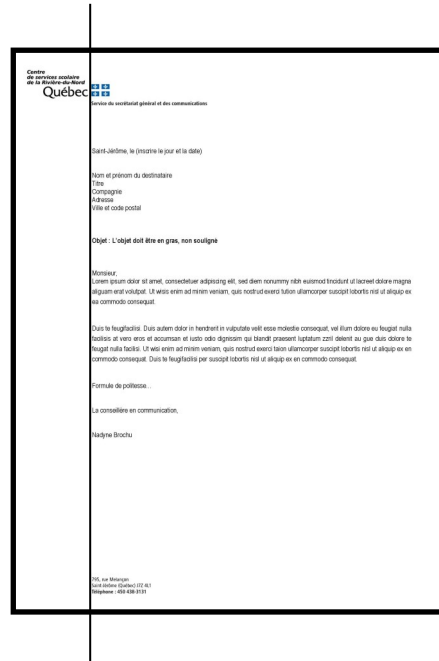 Centre
de services scolaire
de la Rivière-du-Nord
Québec
Service du secrétariat général et des communications
Saint-Jérôme, le (inscrire le jour et la date)
Nom et prénom du destinataire
Titre
Compagnie
Adresse
Ville et code postal
Objet : L'objet doit être en gras, non souligné
Monsieur,
Lorem ipsum dolor sit amet, consectetuer adipiscing elit, sed diem nonummy nibh euismod tincidunt ut lacreet dolore magna
aliguam erat volutpat. Ut wisis enim ad minim veniam, quis nostrud exerci tution ullamcorper suscipit lobortis nisl ut aliquip ex
ea commodo consequat.
Duis te feugifacilisi. Duis autem dolor in hendrerit in vulputate velit esse molestie consequat, vel illum dolore eu feugiat nulla
facilisis at vero eros et accumsan et iusto odio dignissim qui blandit praesent luptatum zzril delenit au gue duis dolore te
feugat nulla facilisi. Ut wisi enim ad minim veniam, quis nostrud exerci taion ullamcorper suscipit lobortis nisl ut aliquip ex en
commodo consequat. Duis te feugifacilisi per suscipit lobortis nisl ut aliquip ex en commodo consequat.
Formule de politesse...
La conseillère en communication,
Nadyne Brochu
795, rue Melançon
Saint-Jérôme (Québec) J7Z 4L1
Téléphone : 450 438-3131